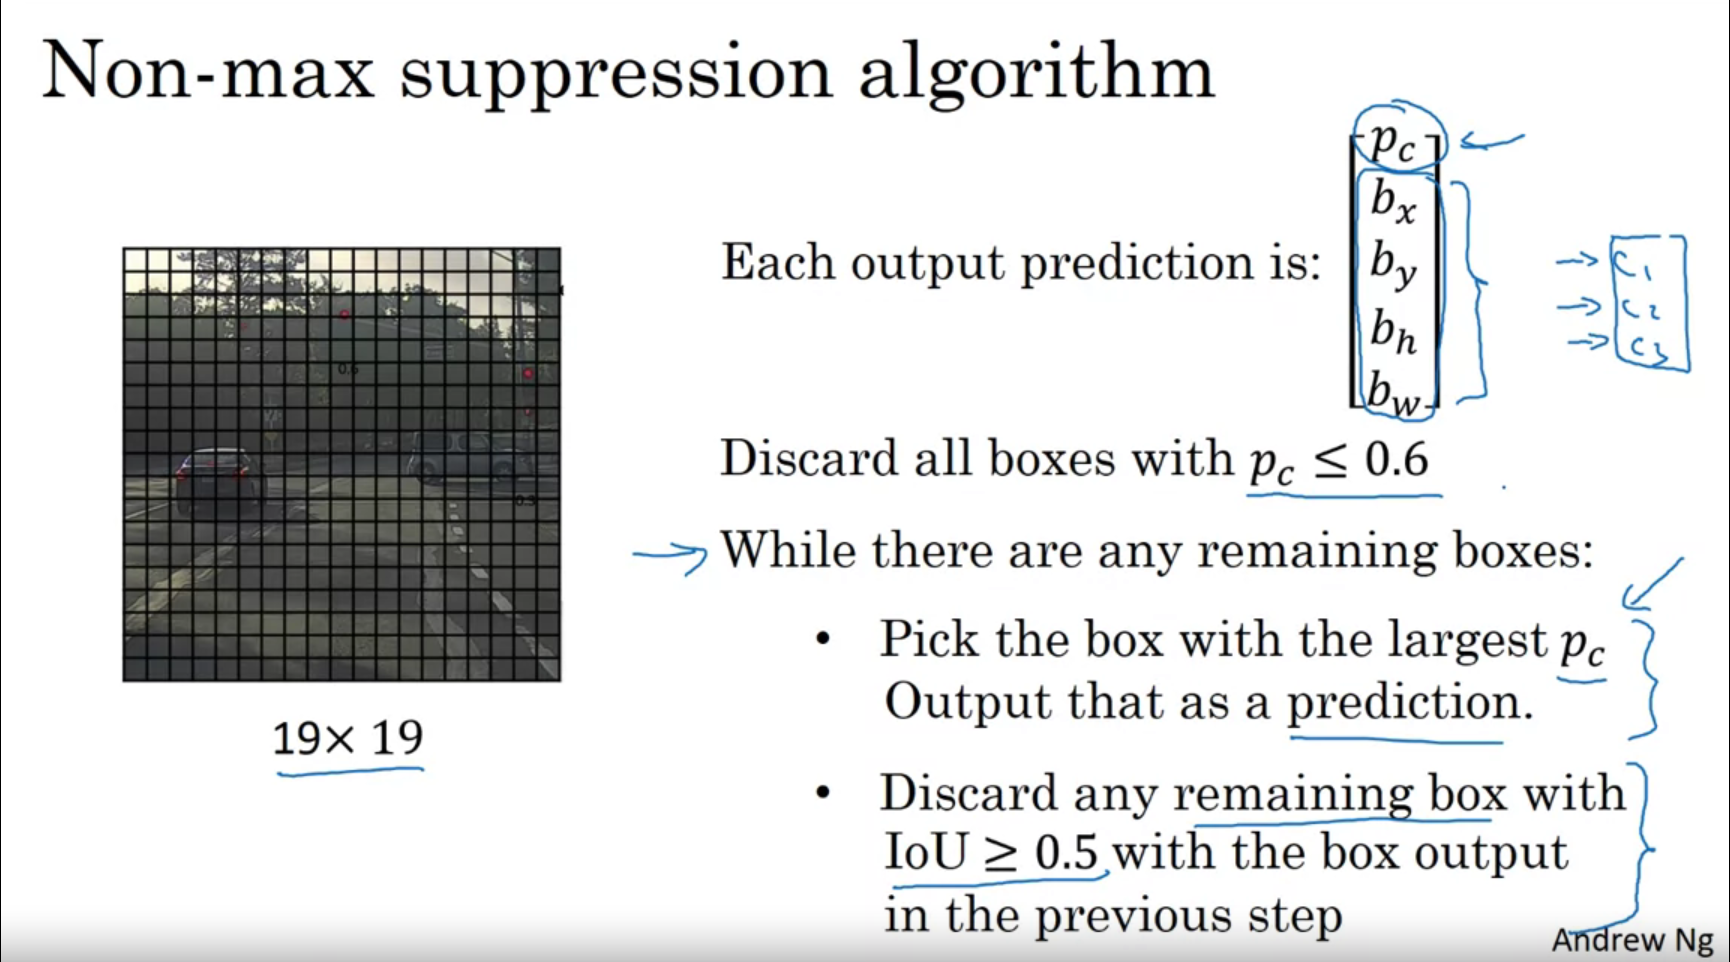 Non-max suppression algorithm
Each output prediction is:
p_c
b_x
b_y
b_h
b_w
c_1
c_2
c_3
0.6
19× 19
Discard all boxes with p_c ≤ 0.6
While there are any remaining boxes:
• Pick the box with the largest p_c
Output that as a prediction.
• Discard any remaining box with
IoU ≥ 0.5 with the box output
in the previous step
Andrew Ng